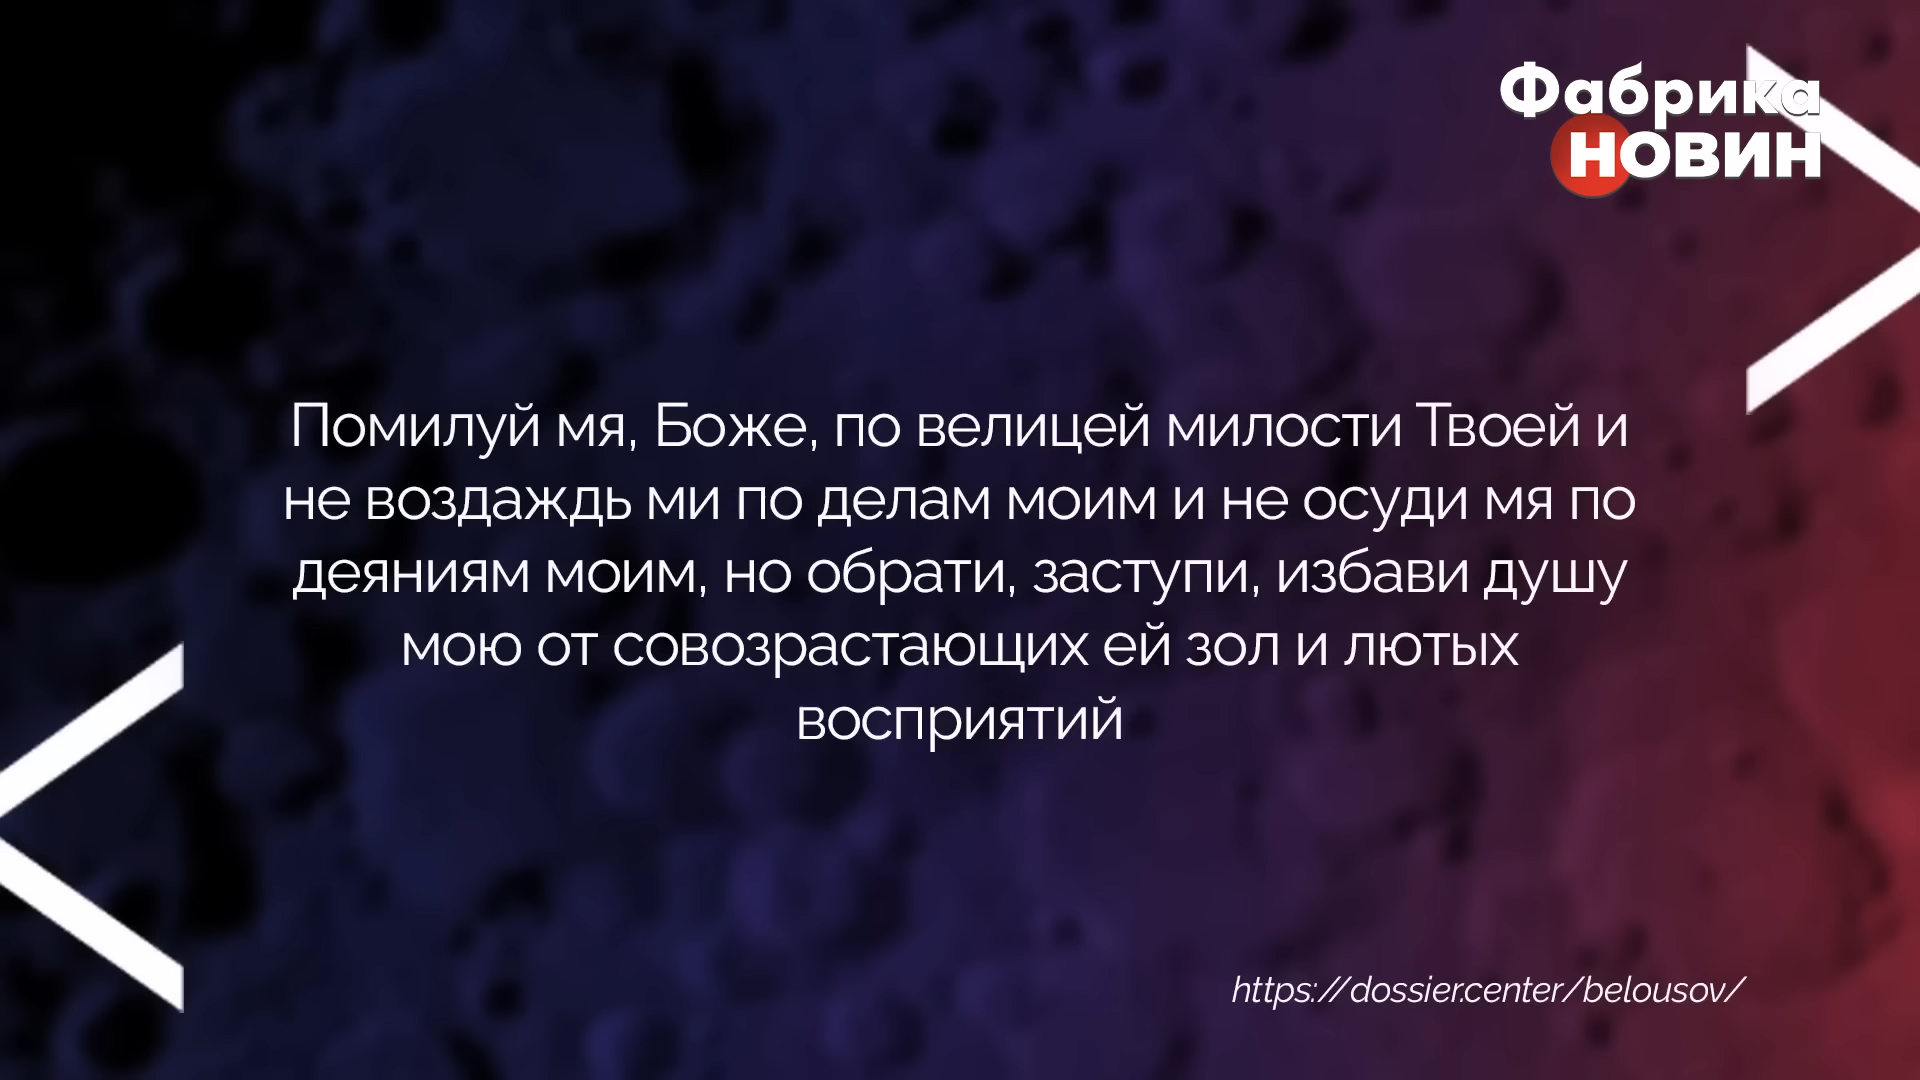 Фабрика
новин
Помилуй мя, Боже, по велицей милости Твоей и
не воздаждь ми по делам моим и не осуди мя по
деяниям моим, но обрати, заступи, избави душу
мою от совозрастающих ей зол и лютых
восприятий
https://dossier.center/belousov/